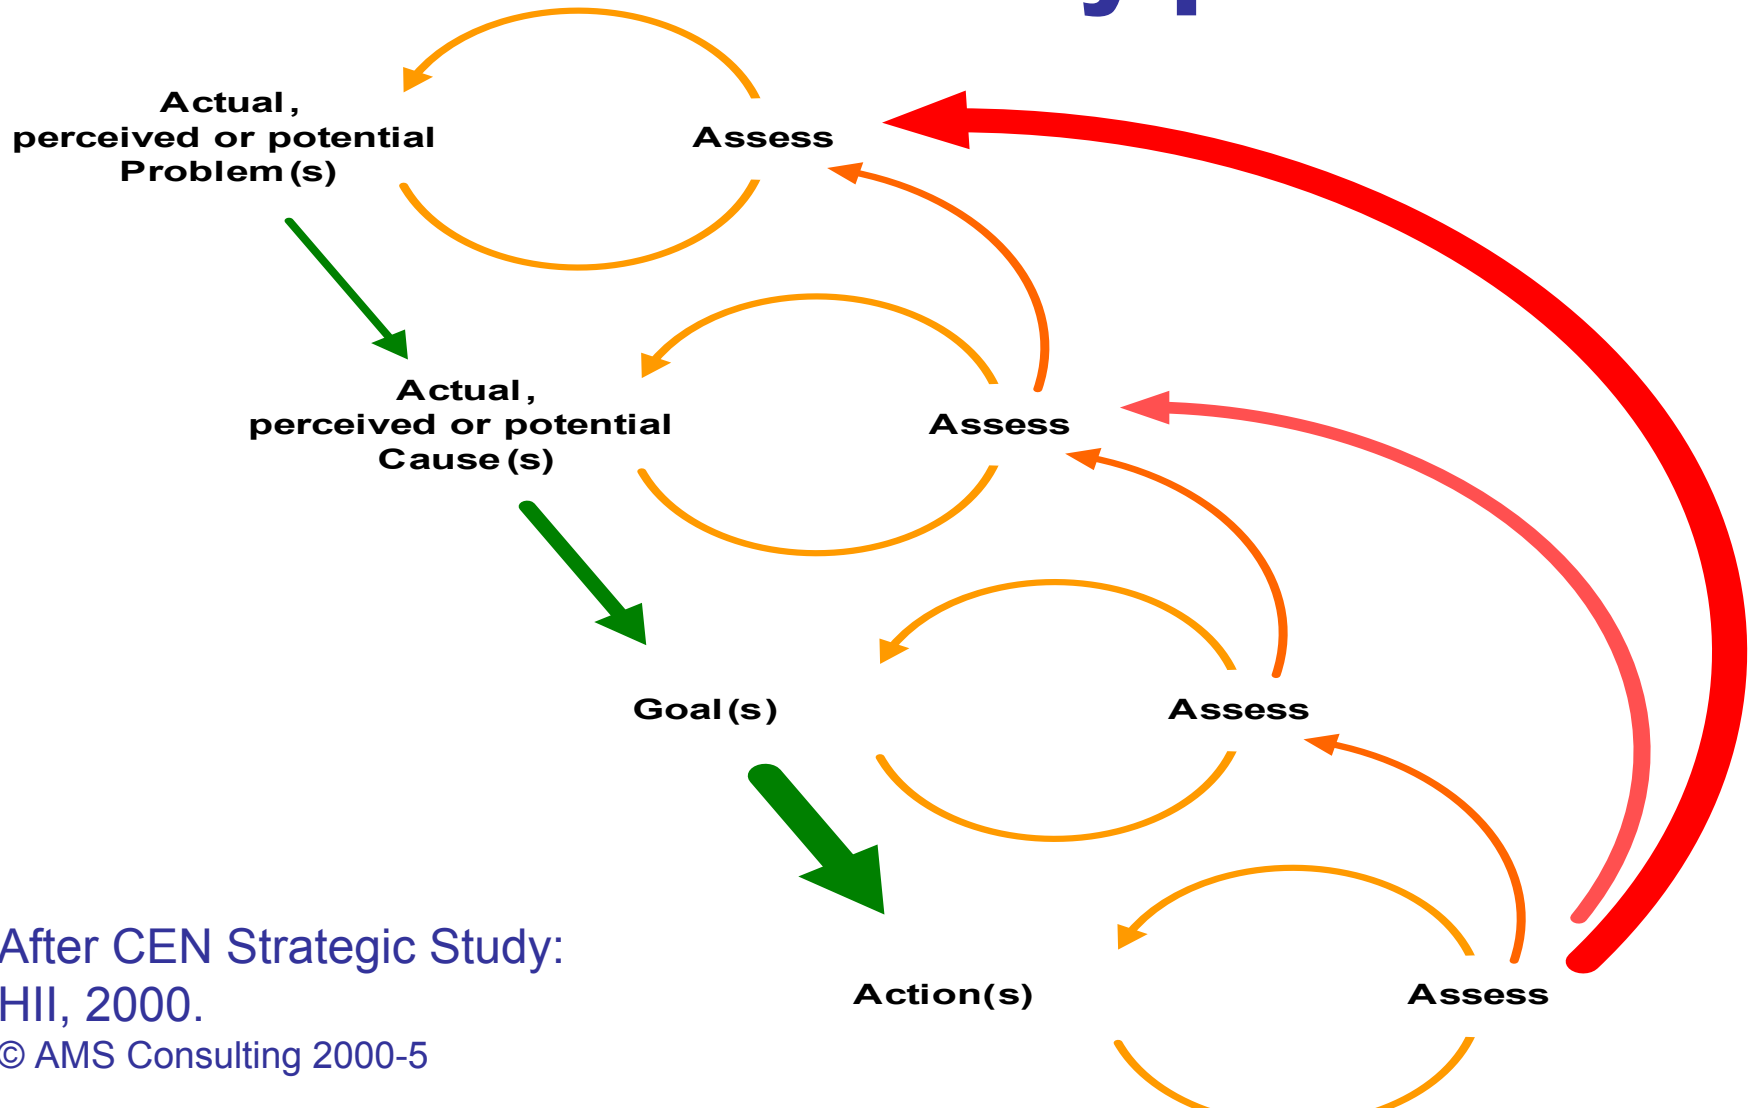 Actual,
perceived or potential
Problem(s)
Assess
Actual,
perceived or potential
Cause(s)
Assess
Goal(s)
Assess
Action(s)
Assess
After CEN Strategic Study:
HII, 2000.
© AMS Consulting 2000-5